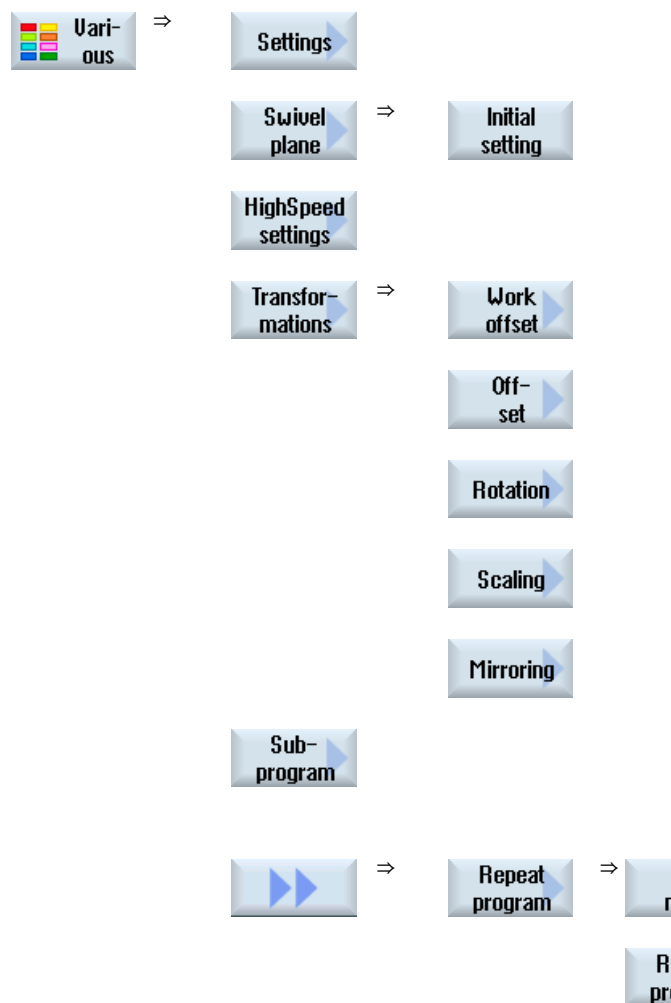 Vari-
ous
⇒
Settings
Swivel
plane
⇒
Initial
setting
HighSpeed
settings
Transfor-
mations
⇒
Work
offset
Off-
set
Rotation
Scaling
Mirroring
Sub-
program
⇒
Repeat
program
⇒